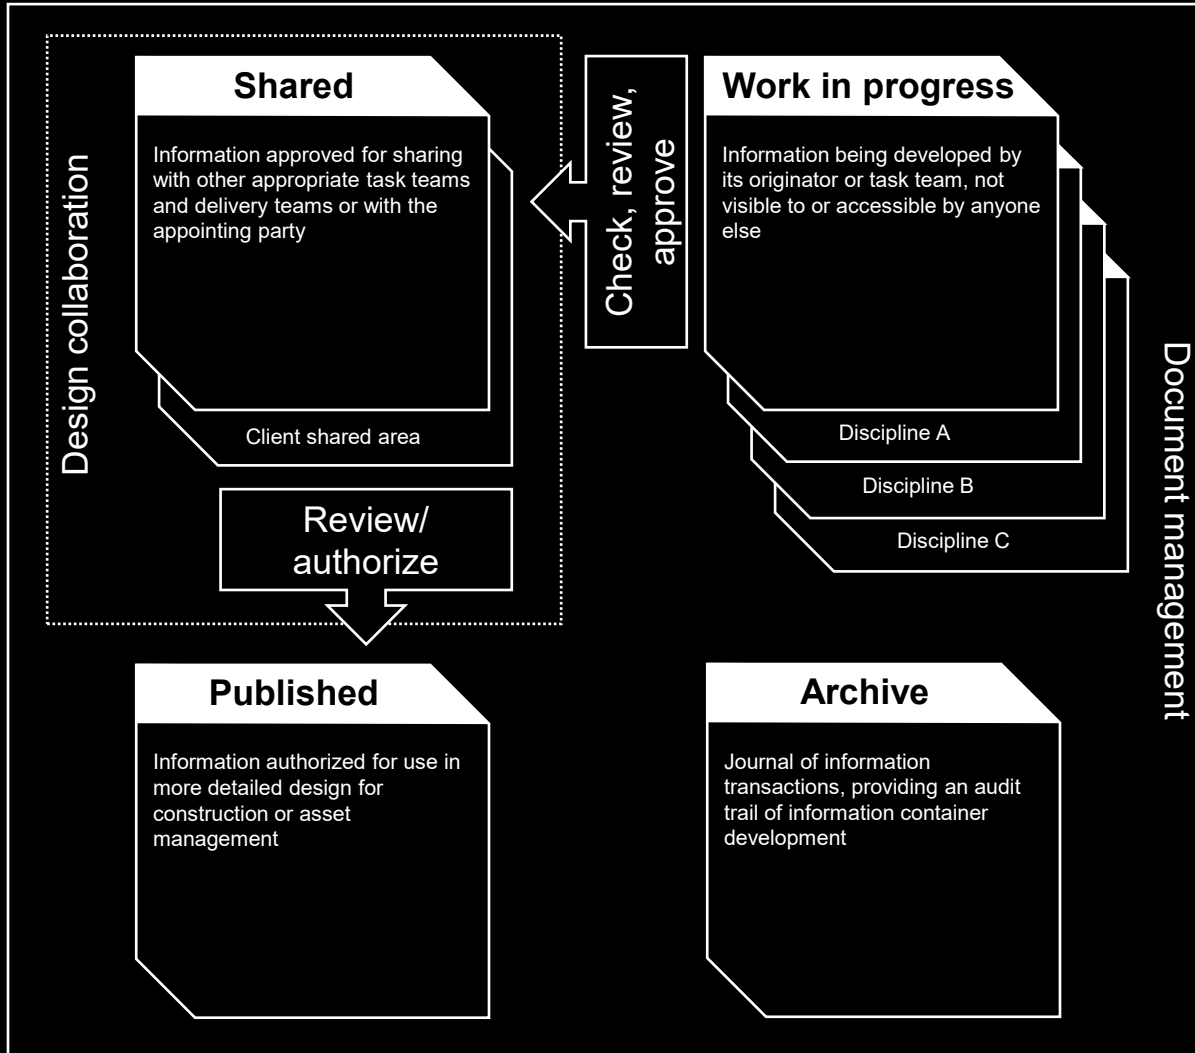 Design collaboration
Shared
Information approved for sharing
with other appropriate task teams
and delivery teams or with the
appointing party
Client shared area
Check, review,
approve
Work in progress
Information being developed by
its originator or task team, not
visible to or accessible by anyone
else
Discipline A
Discipline B
Discipline C
Document management
Review/
authorize
Published
Information authorized for use in
more detailed design for
construction or asset
management
Archive
Journal of information
transactions, providing an audit
trail of information container
development